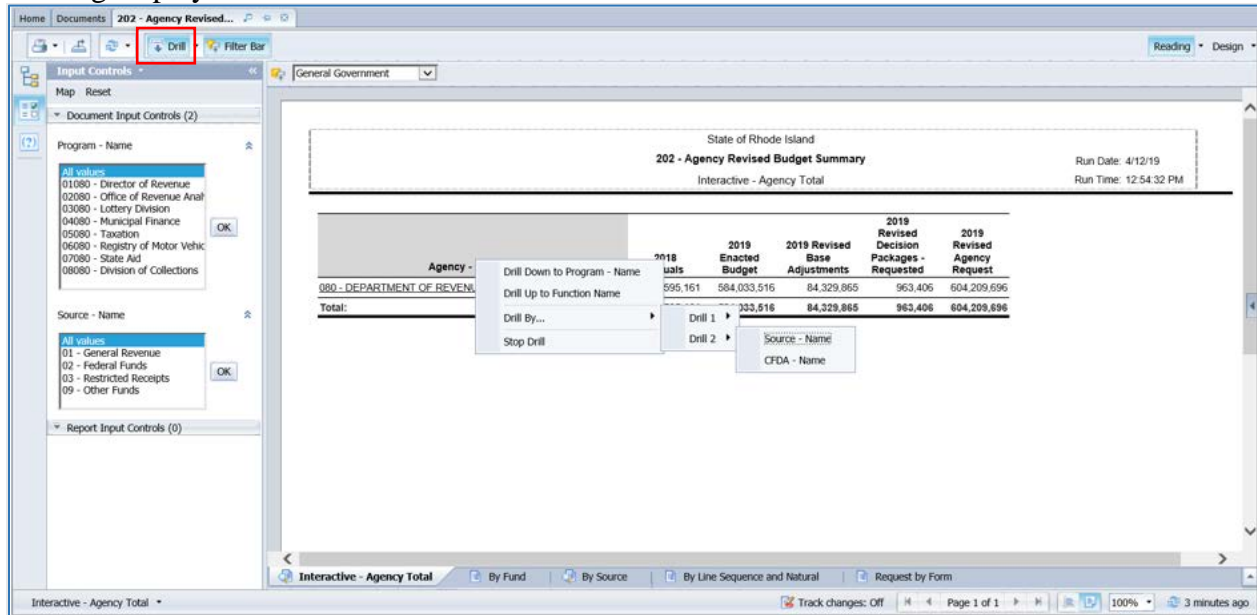 Home Documents 202 - Agency Revised...
Drill Filter Bar
Reading Design
Input Controls
General Government
Map Reset
Document Input Controls (2)
Program - Name
All values
01080 - Director of Revenue
02080 - Office of Revenue Anal
03080 - Lottery Division
04080 - Municipal Finance
05080 - Taxation
06080 - Registry of Motor Vehic
07080 - State Aid
08080 - Division of Collections
OK
Source - Name
All values
01 - General Revenue
02 - Federal Funds
03 - Restricted Receipts
09 - Other Funds
OK
Report Input Controls (0)
State of Rhode Island
202 - Agency Revised Budget Summary
Interactive - Agency Total
Run Date: 4/12/19
Run Time: 12:54:32 PM
Agency -
2018
uals
2019
Enacted
Budget
2019 Revised
Base
Adjustments
2019
Revised
Decision
Packages -
Requested
2019
Revised
Agency
Request
080 - DEPARTMENT OF REVENU 595,161 584,033,516 84,329,865 963,406 604,209,696
Total: 033,516 84,329,865 963,406 604,209,696
Drill Down to Program - Name
Drill Up to Function Name
Drill By...
Stop Drill
Drill 1
Drill 2
Source - Name
CFDA - Name
Interactive - Agency Total By Fund By Source By Line Sequence and Natural Request by Form
Interactive - Agency Total Track changes: Off Page 1 of 1 100% 3 minutes ago